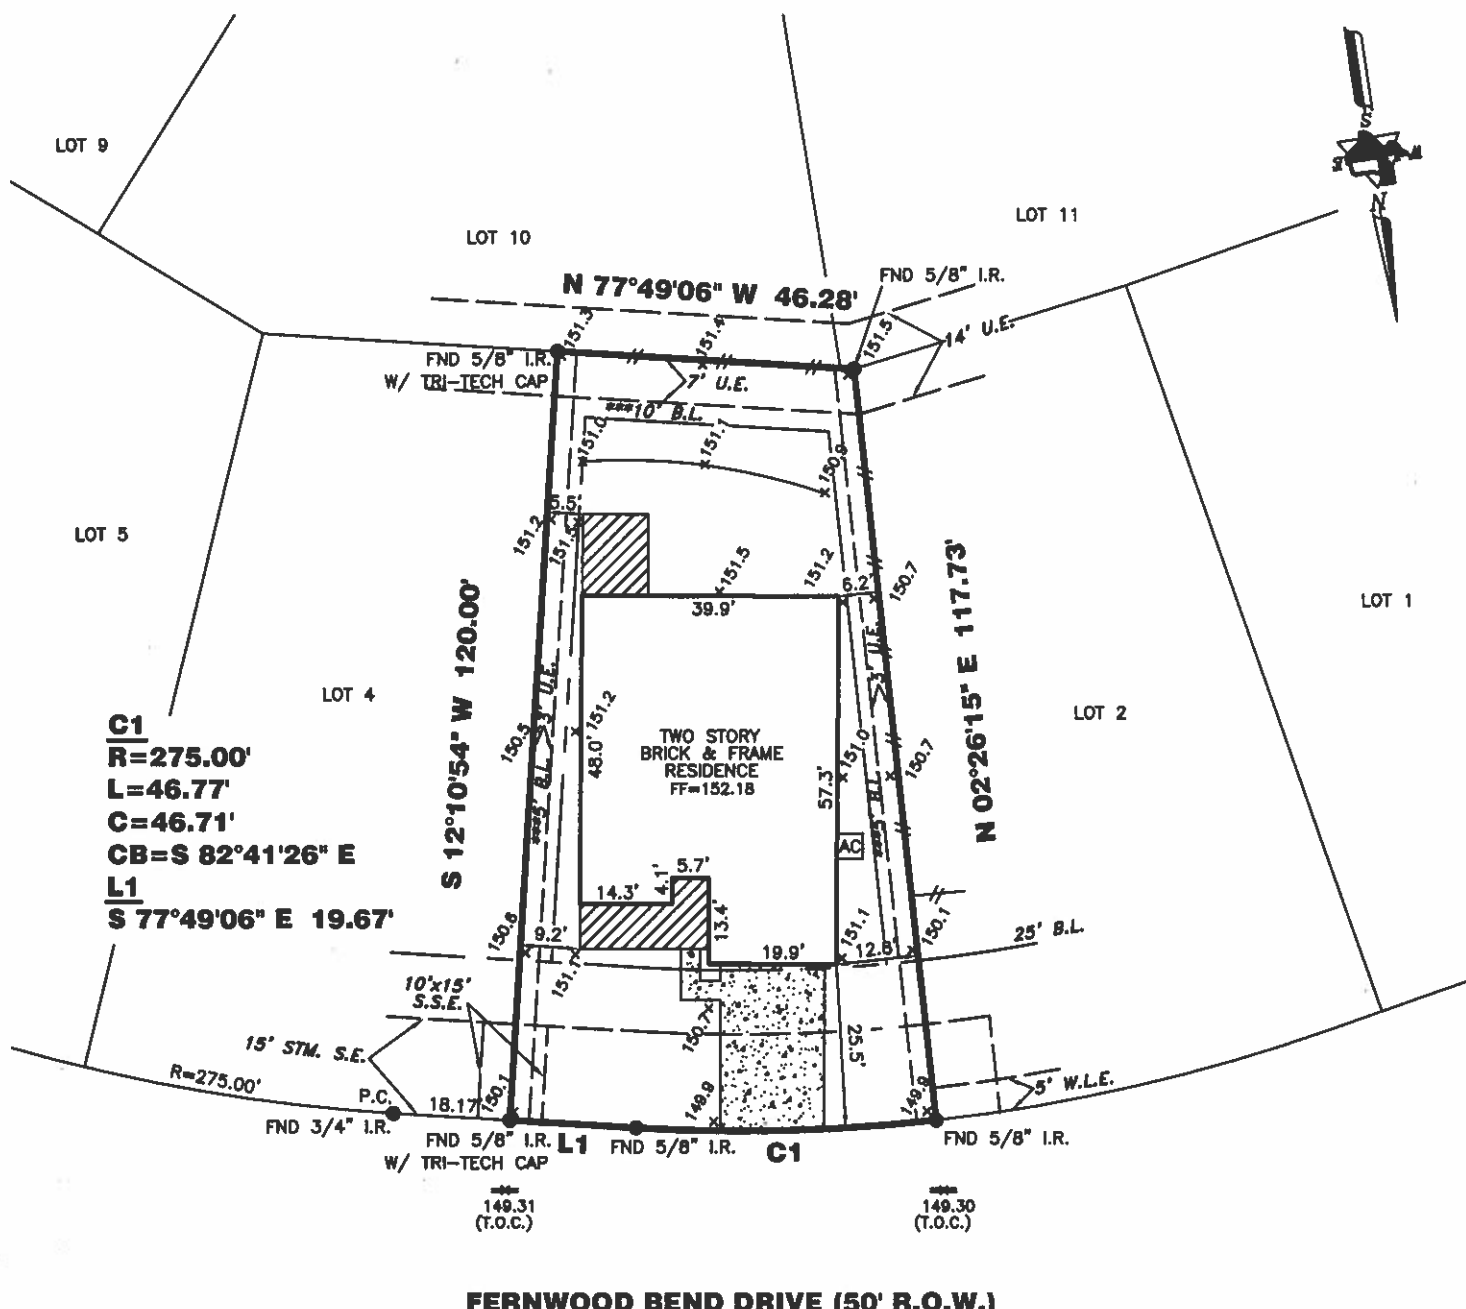 LOT 9
LOT 10
LOT 11
S
W
N
FND 5/8" I.R.
N 77°49'06" W 46.28'
151.3
151.4
151.5
14' U.E.
FND 5/8" I.R.
W/ TRI-TECH CAP
7' U.E.
***10' B.L.
151.0
151.1
150.9
LOT 5
5.5'
151.2
151.5
151.5
151.2
6.2'
150.7
39.9'
LOT 1
S 12°10'54" W 120.00'
N 02°26'15" E 117.73'
LOT 4
LOT 2
3' U.E.
3' U.E.
150.5
151.2
48.0'
TWO STORY
BRICK & FRAME
RESIDENCE
FF=152.18
57.3'
151.0
150.7
***5' B.L.
***5' B.L.
AC
C1
R=275.00'
L=46.77'
C=46.71'
CB=S 82°41'26" E
L1
S 77°49'06" E 19.67'
5.7'
14.3'
4.1'
13.4'
19.9'
150.6
9.2'
151.1
151.1
12.8'
150.1
25' B.L.
10'x15'
S.S.E.
15' STM. S.E.
150.7
25.5'
R=275.00'
P.C.
18.17'
150.1
149.9
149.9
5' W.L.E.
FND 3/4" I.R.
FND 5/8" I.R.
W/ TRI-TECH CAP
L1
FND 5/8" I.R.
C1
FND 5/8" I.R.
149.31
(T.O.C.)
149.30
(T.O.C.)
FERNWOOD BEND DRIVE (50' R.O.W.)